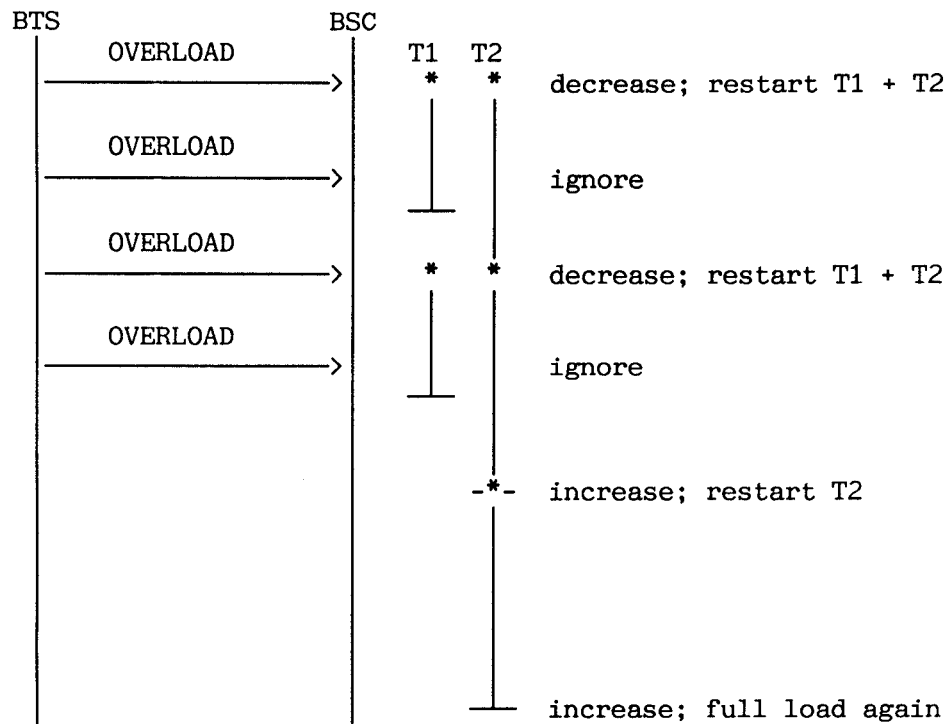 BTS BSC
OVERLOAD T1 T2
* * decrease; restart T1 + T2
OVERLOAD
ignore
OVERLOAD
* * decrease; restart T1 + T2
OVERLOAD
ignore
-*- increase; restart T2
increase; full load again